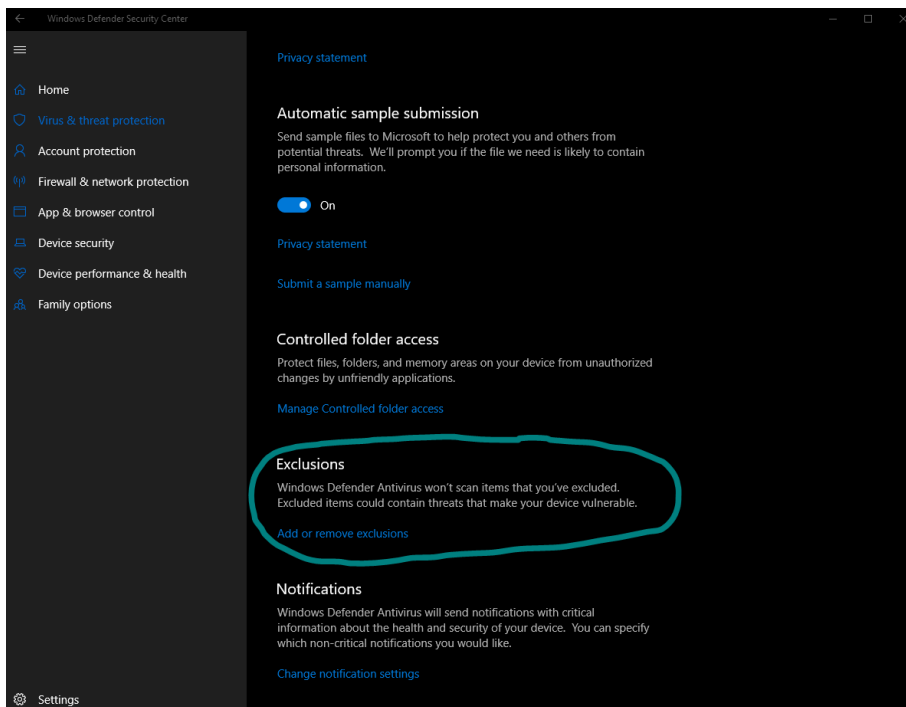 Windows Defender Security Center
Home
Virus & threat protection
Account protection
Firewall & network protection
App & browser control
Device security
Device performance & health
Family options
Settings
Privacy statement
Automatic sample submission
Send sample files to Microsoft to help protect you and others from
potential threats. We'll prompt you if the file we need is likely to contain
personal information.
On
Privacy statement
Submit a sample manually
Controlled folder access
Protect files, folders, and memory areas on your device from unauthorized
changes by unfriendly applications.
Manage Controlled folder access
Exclusions
Windows Defender Antivirus won't scan items that you've excluded.
Excluded items could contain threats that make your device vulnerable.
Add or remove exclusions
Notifications
Windows Defender Antivirus will send notifications with critical
information about the health and security of your device. You can specify
which non-critical notifications you would like.
Change notification settings